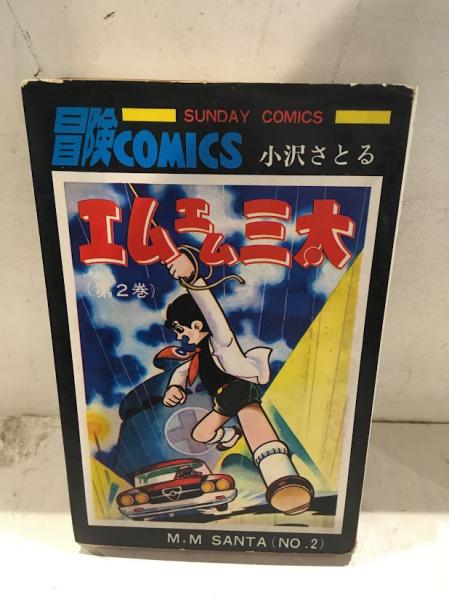 SUNDAY COMICS
冒険COMICS 小沢さとる
エムエム三太
(第2巻)
M.M SANTA (NO.2)